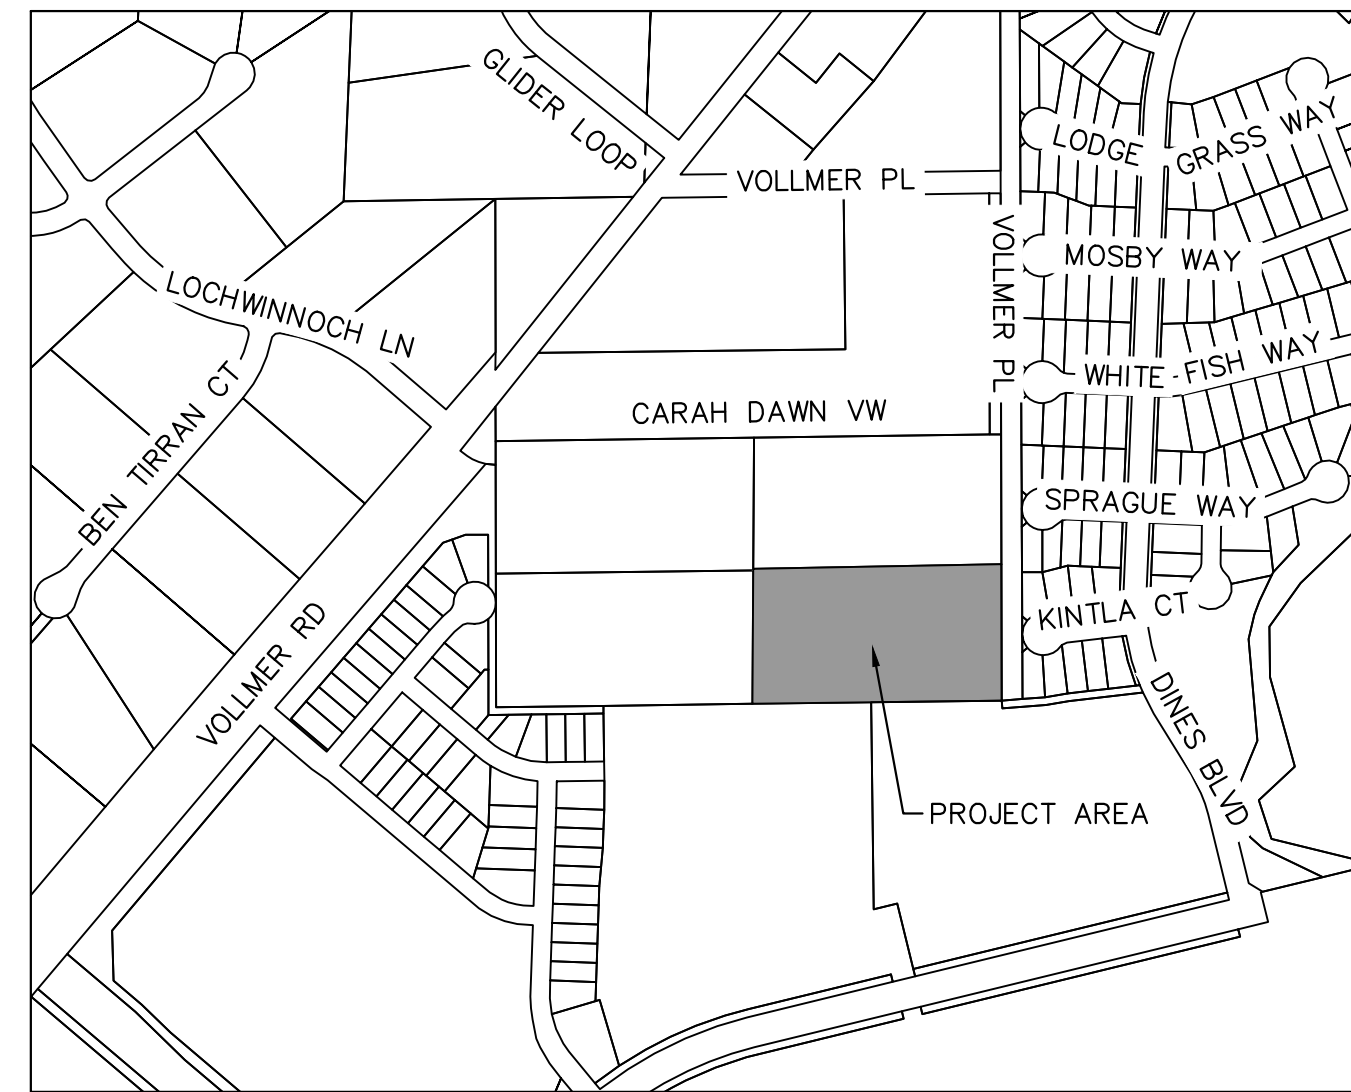 GLIDER LOOP
LODGE GRASS WAY
VOLLMER PL
MOSBY WAY
VOLLMER PL
LOCHWINNOCH LN
WHITE FISH WAY
BEN TIRRAN CT
CARAH DAWN VW
SPRAGUE WAY
KINTLA CT
VOLLMER RD
DINES BLVD
PROJECT AREA